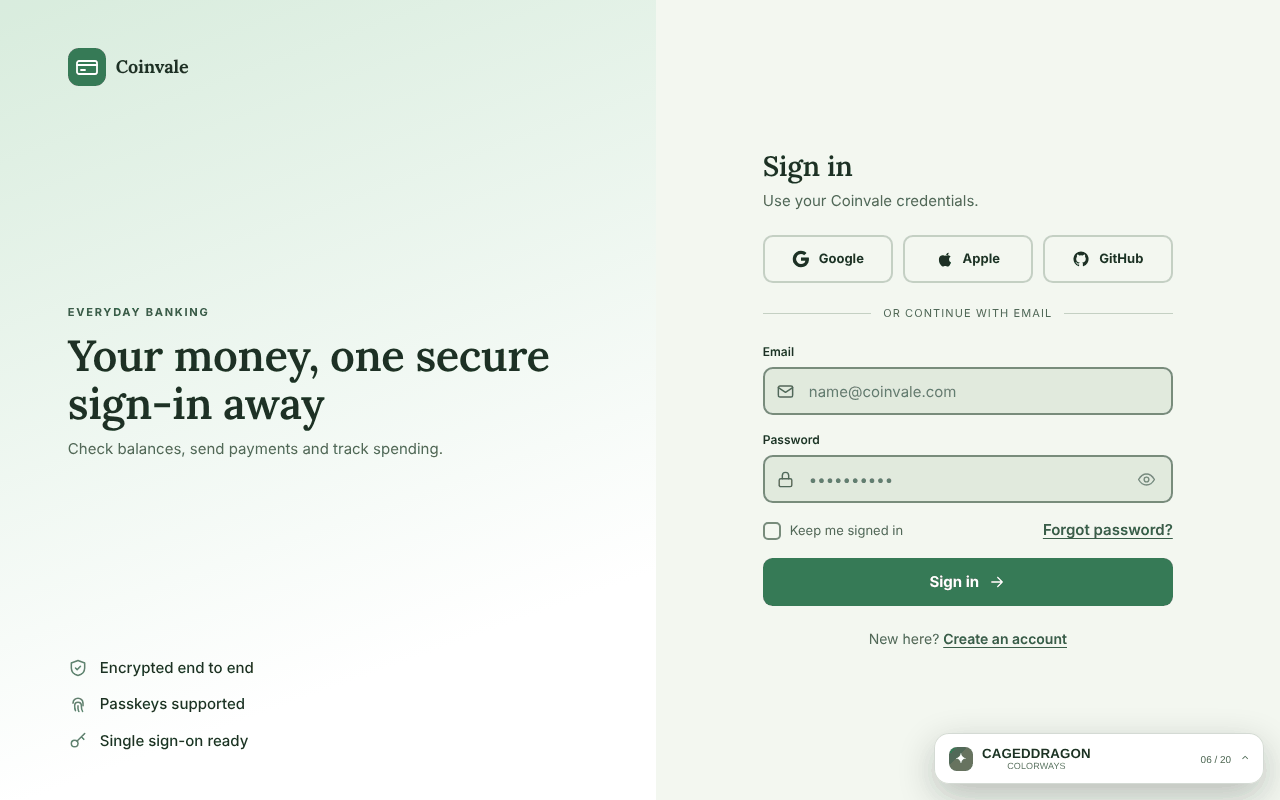 Coinvale
EVERYDAY BANKING
Your money, one secure
sign-in away
Check balances, send payments and track spending.
Encrypted end to end
Passkeys supported
Single sign-on ready
Sign in
Use your Coinvale credentials.
Google
Apple
GitHub
OR CONTINUE WITH EMAIL
Email
name@coinvale.com
Password
••••••••••
Keep me signed in
Forgot password?
Sign in →
New here? Create an account
CAGEDDRAGON
COLORWAYS
06 / 20